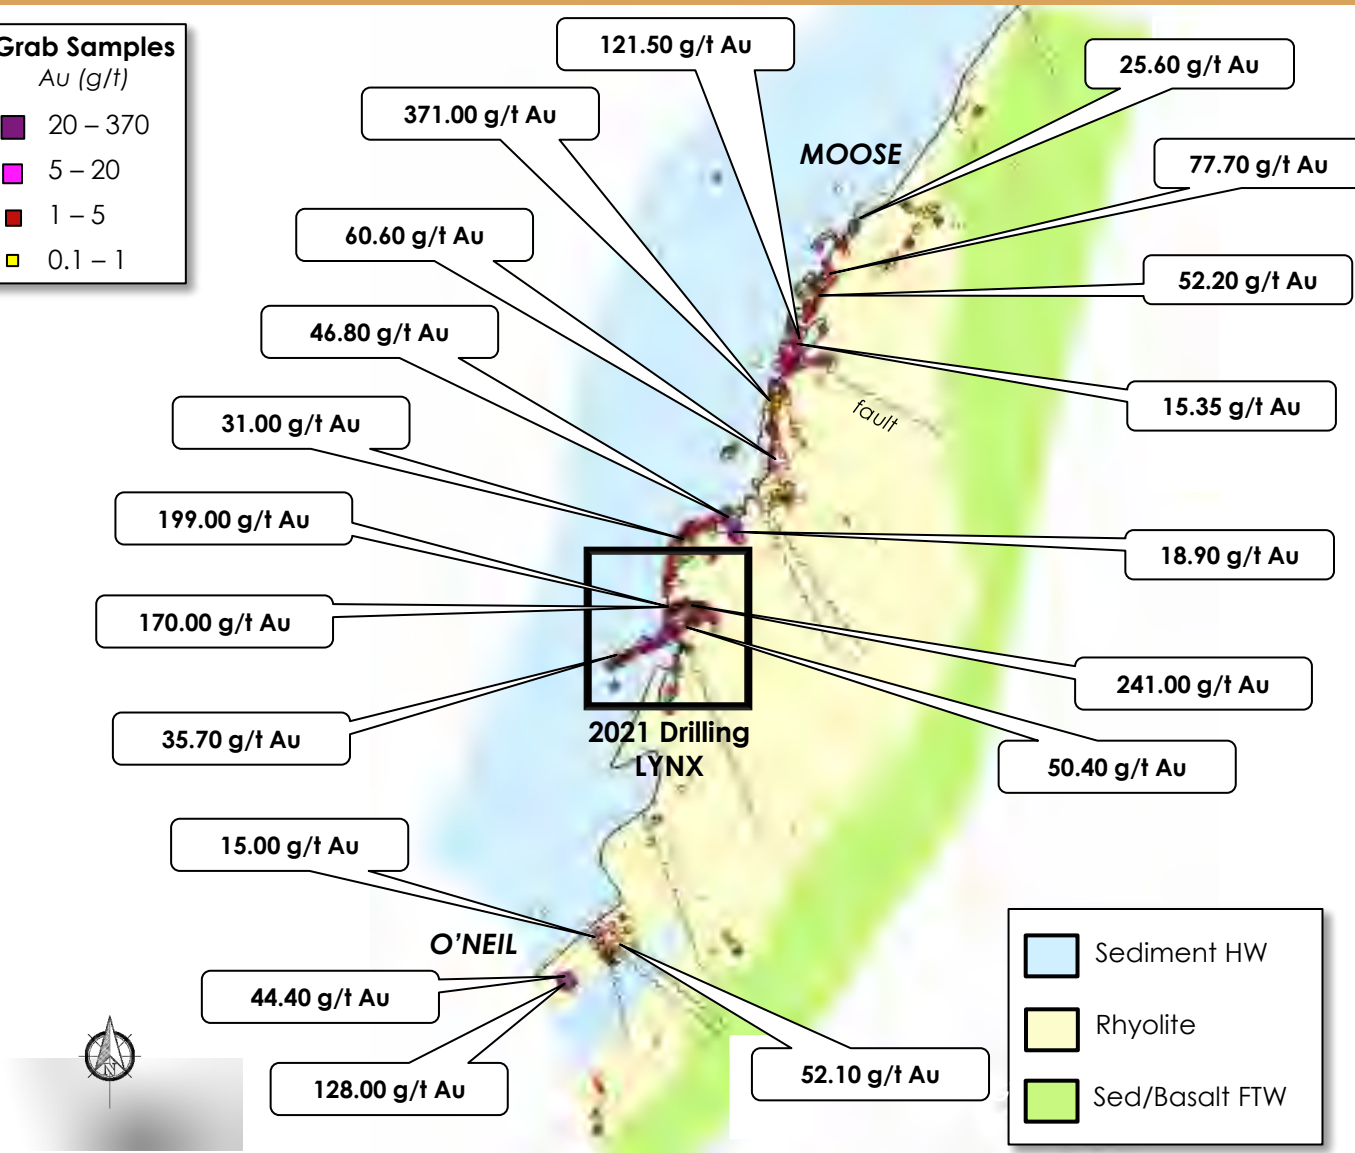 Grab Samples
Au (g/t)
20 – 370
5 – 20
1 – 5
0.1 – 1
121.50 g/t Au
25.60 g/t Au
371.00 g/t Au
MOOSE
77.70 g/t Au
60.60 g/t Au
52.20 g/t Au
46.80 g/t Au
15.35 g/t Au
fault
31.00 g/t Au
199.00 g/t Au
18.90 g/t Au
170.00 g/t Au
241.00 g/t Au
35.70 g/t Au
2021 Drilling
LYNX
50.40 g/t Au
15.00 g/t Au
O'NEIL
44.40 g/t Au
128.00 g/t Au
52.10 g/t Au
Sediment HW
Rhyolite
Sed/Basalt FTW
N